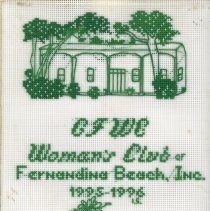 GFWC
Woman's Club of
Fernandina Beach, Inc.
1995-1996